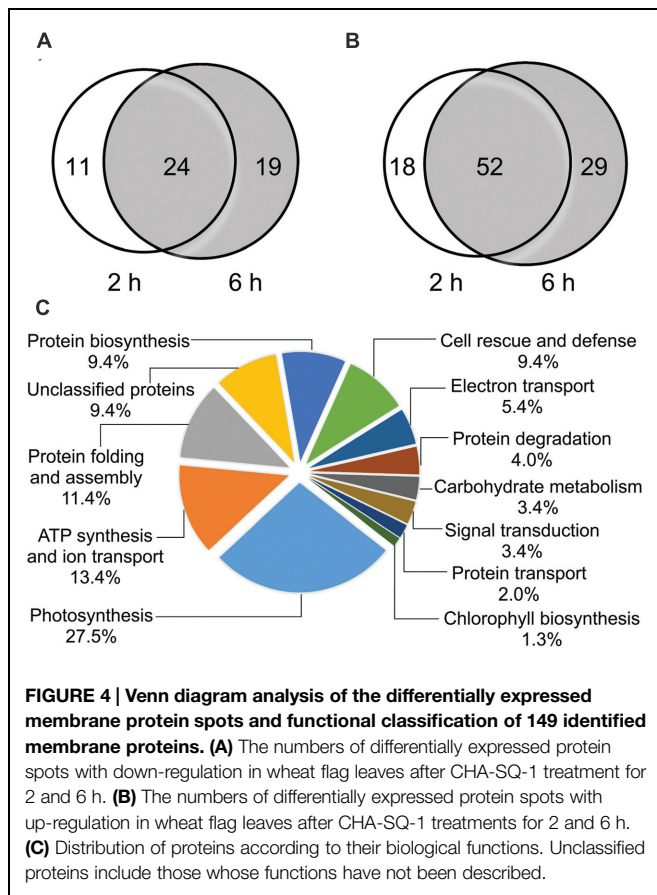 A
B
11
24
19
18
52
29
2 h
6 h
2 h
6 h
C
Protein biosynthesis
9.4%
Unclassified proteins
9.4%
Protein folding
and assembly
11.4%
ATP synthesis
and ion transport
13.4%
Photosynthesis
27.5%
Cell rescue and defense
9.4%
Electron transport
5.4%
Protein degradation
4.0%
Carbohydrate metabolism
3.4%
Signal transduction
3.4%
Protein transport
2.0%
Chlorophyll biosynthesis
1.3%
FIGURE 4 | Venn diagram analysis of the differentially expressed
membrane protein spots and functional classification of 149 identified
membrane proteins. (A) The numbers of differentially expressed protein
spots with down-regulation in wheat flag leaves after CHA-SQ-1 treatment for
2 and 6 h. (B) The numbers of differentially expressed protein spots with
up-regulation in wheat flag leaves after CHA-SQ-1 treatments for 2 and 6 h.
(C) Distribution of proteins according to their biological functions. Unclassified
proteins include those whose functions have not been described.